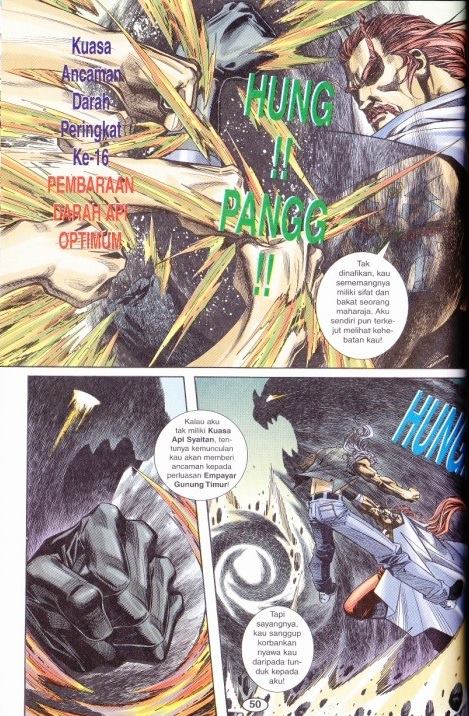 Kuasa
Ancaman
Darah
Peringkat
Ke-16
PEMBARAAN
DARAH API
OPTIMUM
HUNG
!!
PANGG
!!
Tak
dinafikan, kau
sememangnya
miliki sifat dan
bakat seorang
maharaja. Aku
sendiri pun terke-
jut melihat kehe-
batan kau!
Kalau aku
tak miliki Kuasa
Api Syaitan, ten-
tunya kemunculan
kau akan memberi
ancaman kepada
perluasan Empayar
Gunung Timur!
HUNG
Tapi
sayangnya,
kau sanggup
korbankan
nyawa kau
daripada tun-
duk kepada
aku!
50